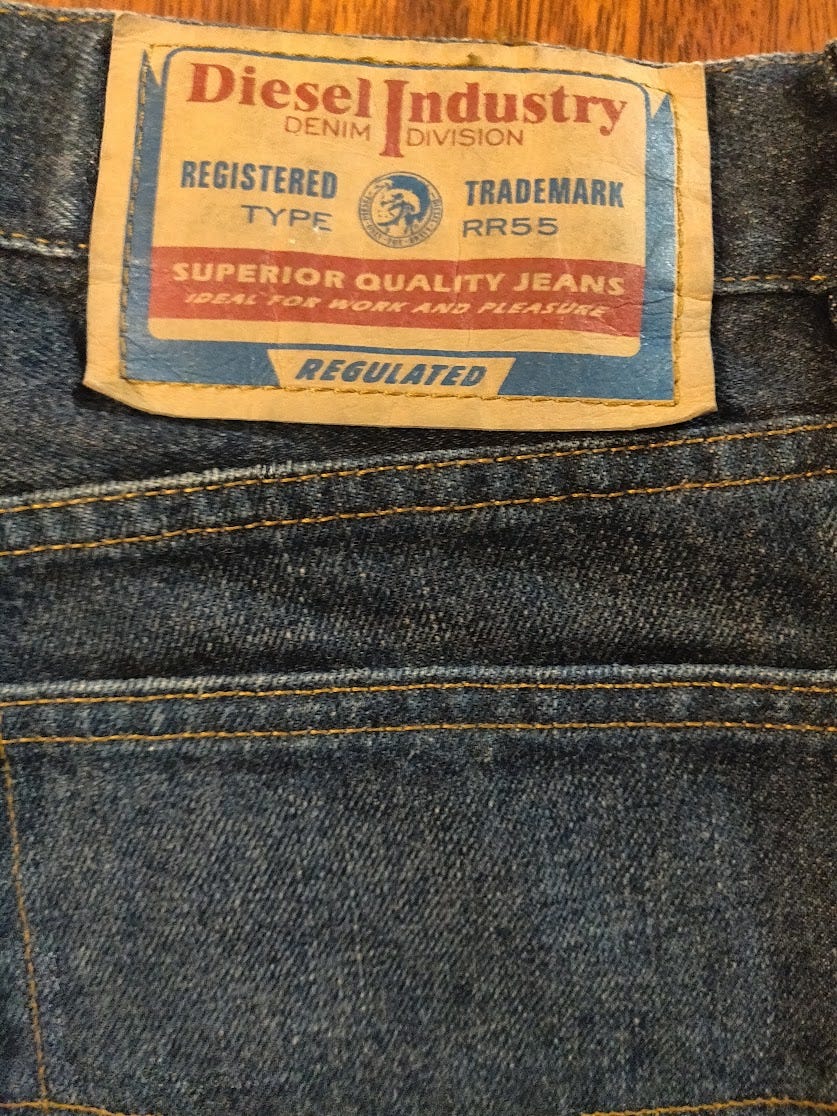 Diesel Industry
DENIM DIVISION
REGISTERED TRADEMARK
TYPE RR55
SUPERIOR QUALITY JEANS
IDEAL FOR WORK AND PLEASURE
REGULATED